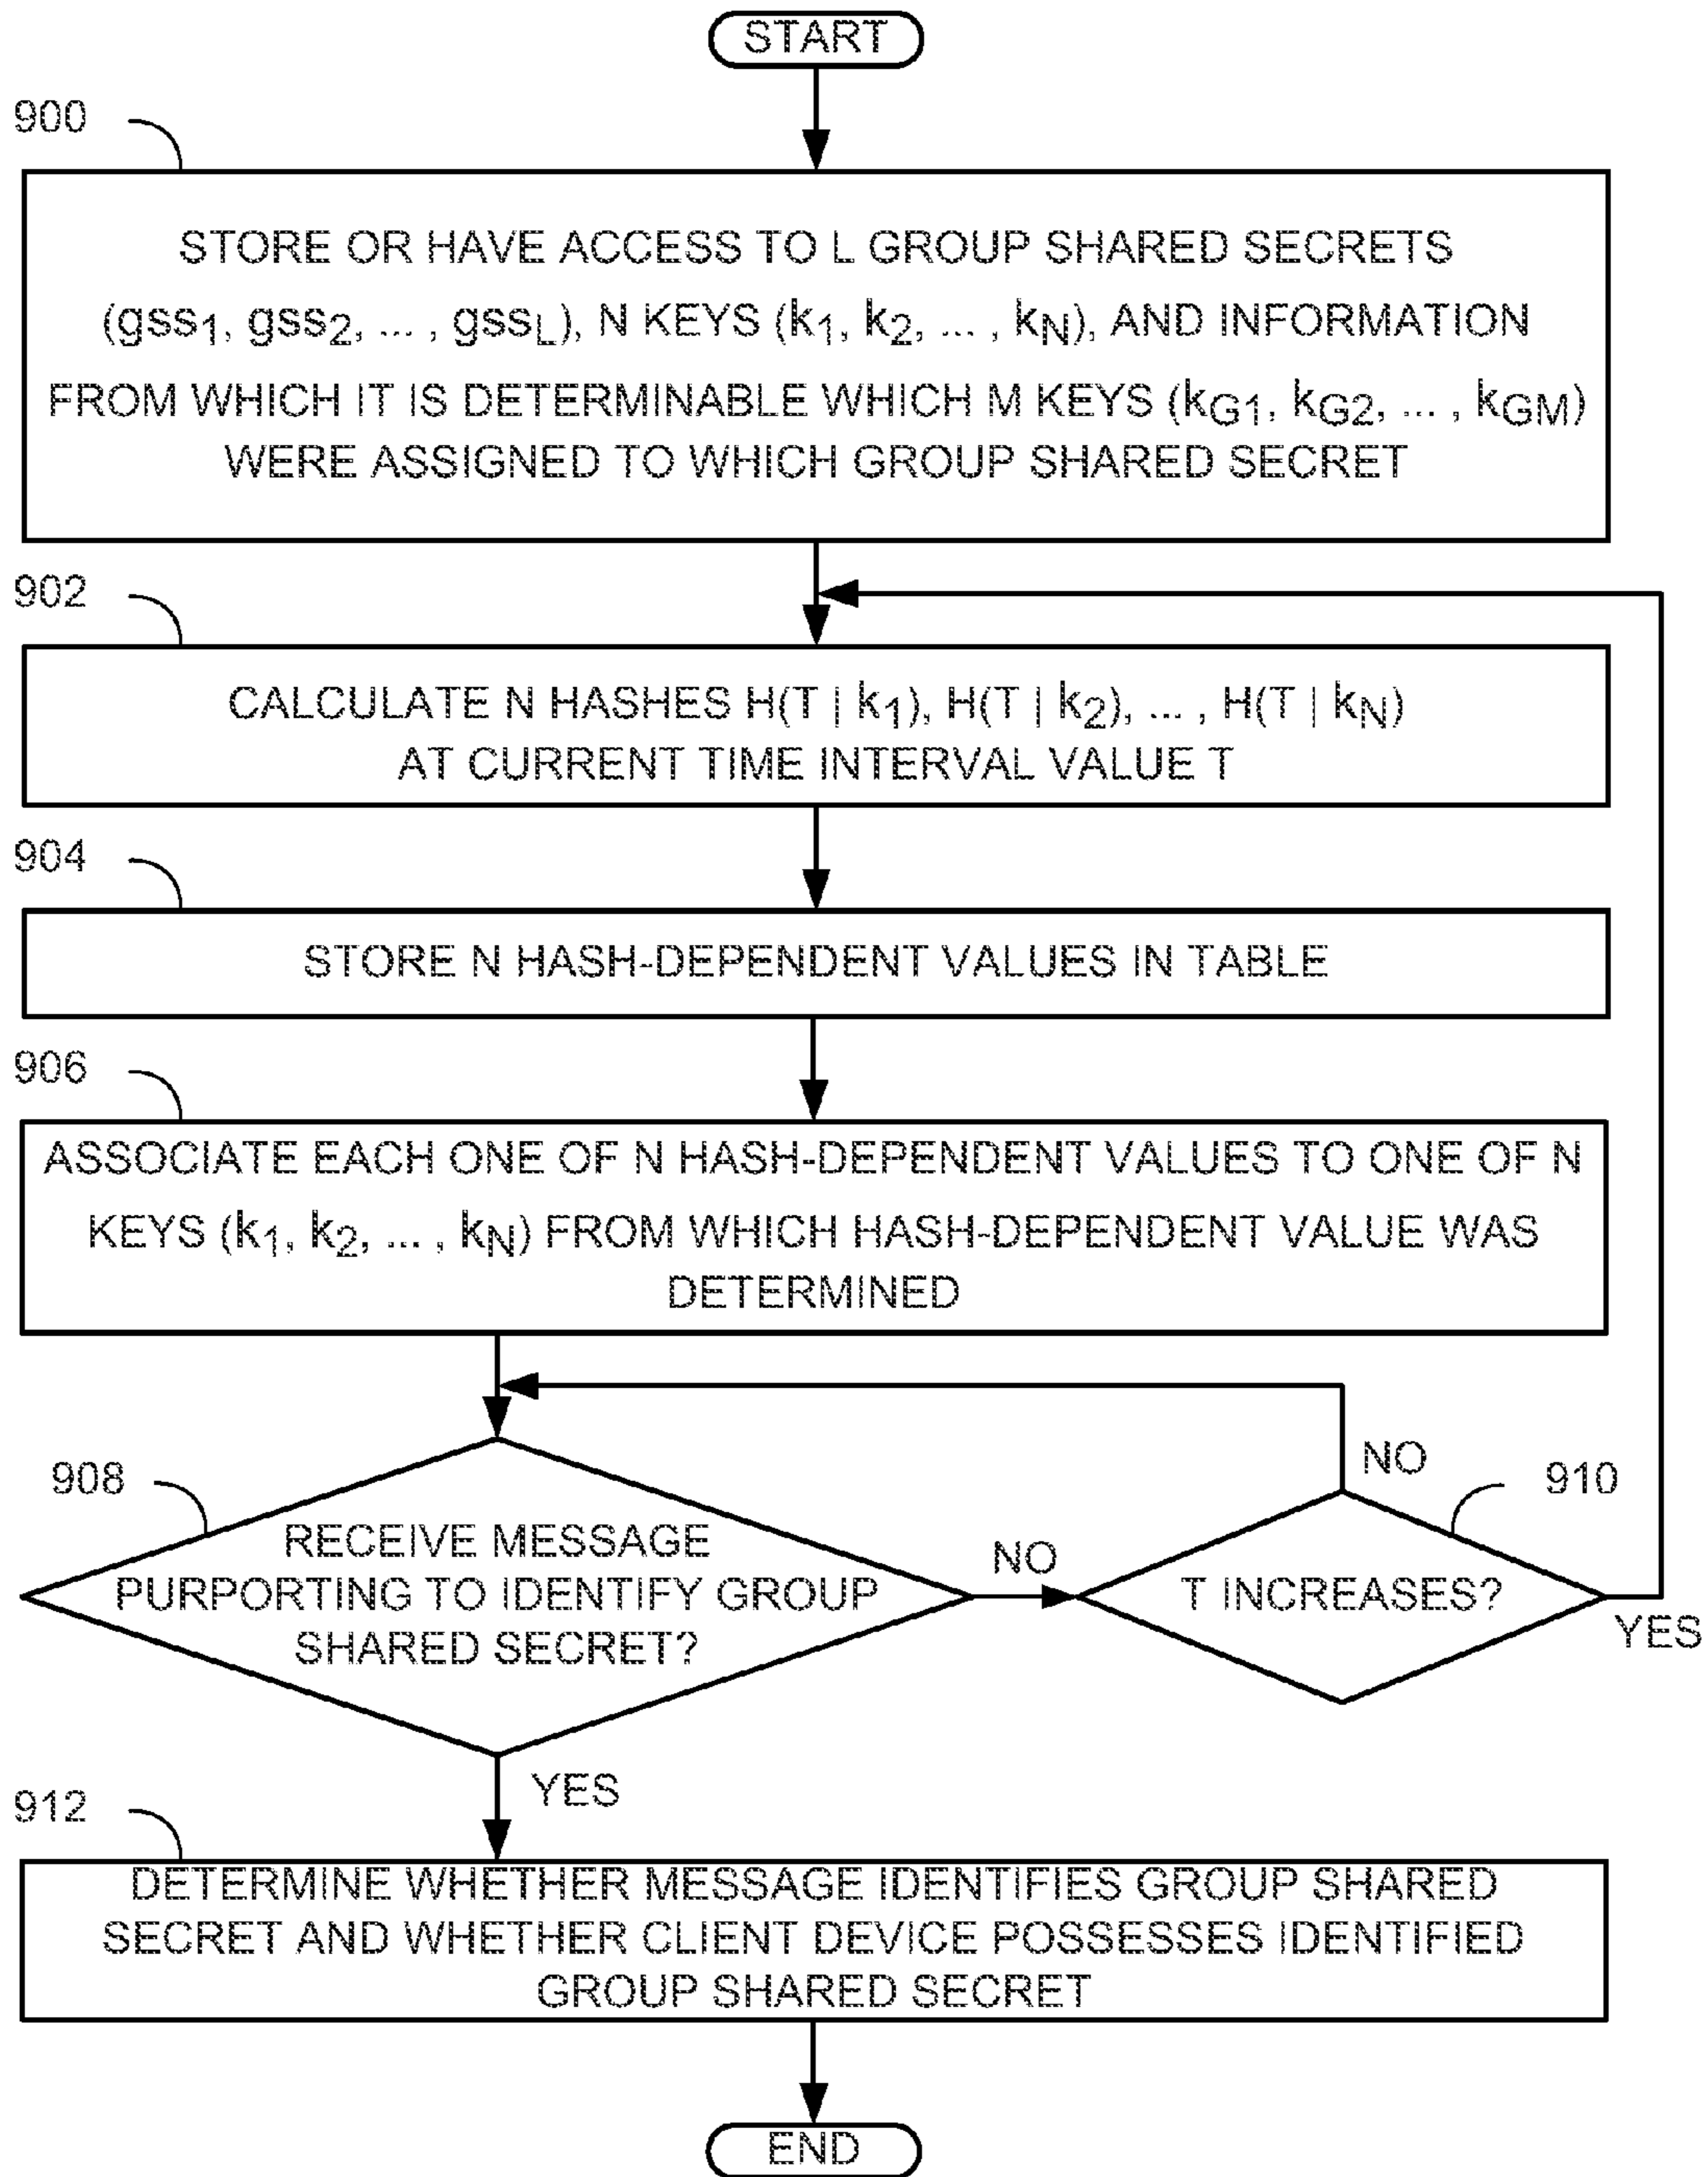 START
900
STORE OR HAVE ACCESS TO L GROUP SHARED SECRETS
(gss1, gss2, ... , gssL), N KEYS (k1, k2, ... , kN), AND INFORMATION
FROM WHICH IT IS DETERMINABLE WHICH M KEYS (kG1, kG2, ... , kGM)
WERE ASSIGNED TO WHICH GROUP SHARED SECRET
902
CALCULATE N HASHES H(T | k1), H(T | k2), ... , H(T | kN)
AT CURRENT TIME INTERVAL VALUE T
904
STORE N HASH-DEPENDENT VALUES IN TABLE
906
ASSOCIATE EACH ONE OF N HASH-DEPENDENT VALUES TO ONE OF N
KEYS (k1, k2, ... , kN) FROM WHICH HASH-DEPENDENT VALUE WAS
DETERMINED
908
RECEIVE MESSAGE
PURPORTING TO IDENTIFY GROUP
SHARED SECRET?
NO
NO
910
T INCREASES?
YES
YES
912
DETERMINE WHETHER MESSAGE IDENTIFIES GROUP SHARED
SECRET AND WHETHER CLIENT DEVICE POSSESSES IDENTIFIED
GROUP SHARED SECRET
END